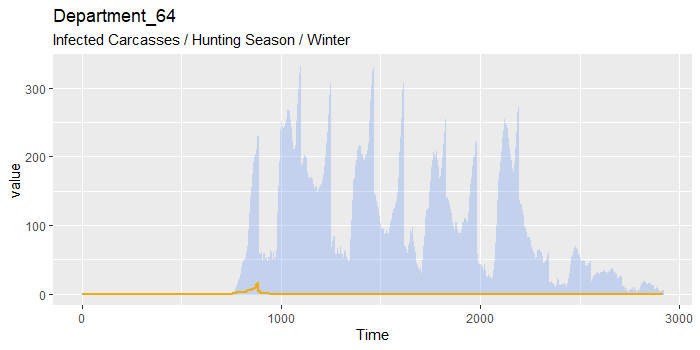 Department_64
Infected Carcasses / Hunting Season / Winter
value
300
200
100
0
0
1000
2000
3000
Time